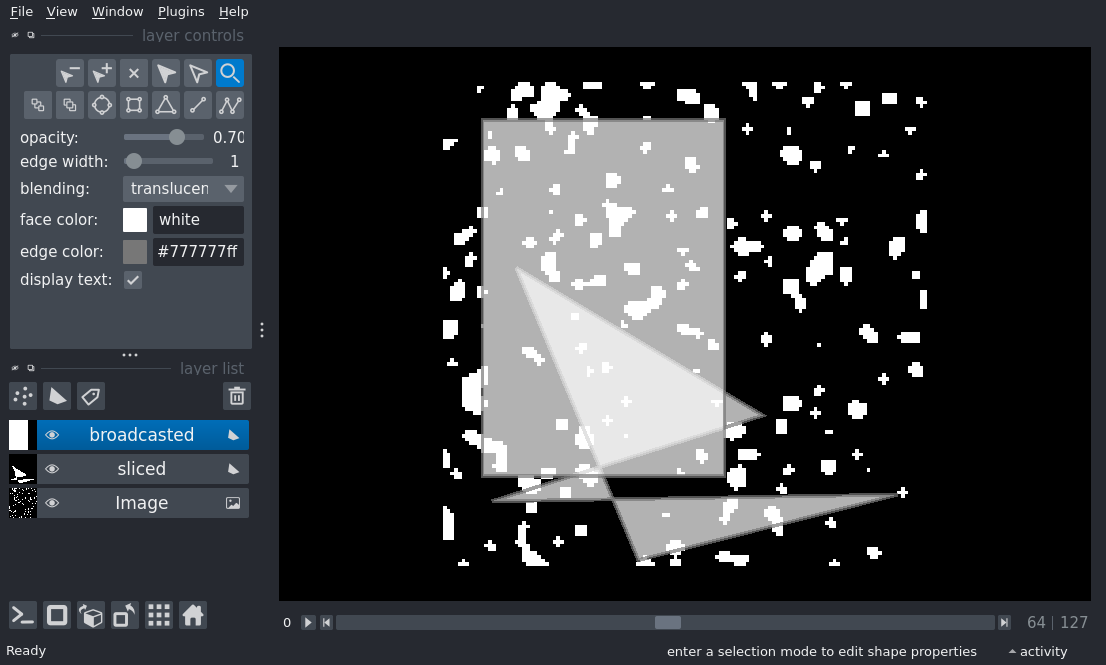 File View Window Plugins Help
layer controls
opacity: 0.70
edge width: 1
blending: translucen
face color: white
edge color: #777777ff
display text:
layer list
broadcasted
sliced
Image
0 64 | 127
Ready enter a selection mode to edit shape properties activity